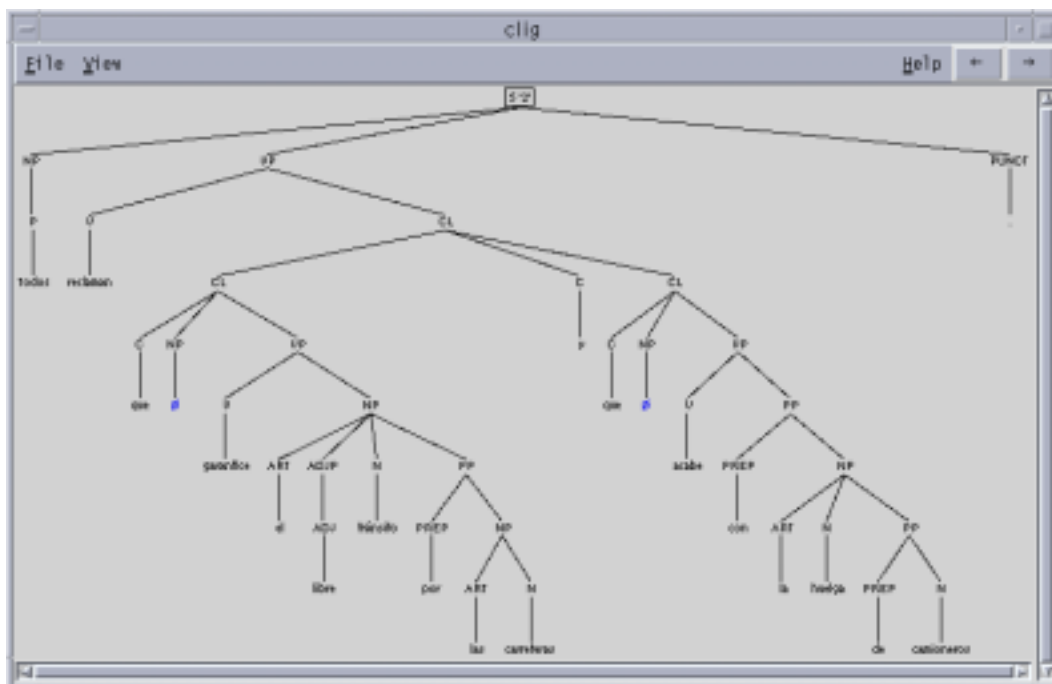 clig
File View Help ← →
S
NP VP PUNCT
P V CL .
Todos reclaman CL C CL
C NP VP y C NP VP
que Ø V NP que Ø V PP
garantice ART ADJP N PP acabe PREP NP
el ADJ tránsito PREP NP con ART N PP
libre por ART N la huelga PREP N
las carreteras de camioneros